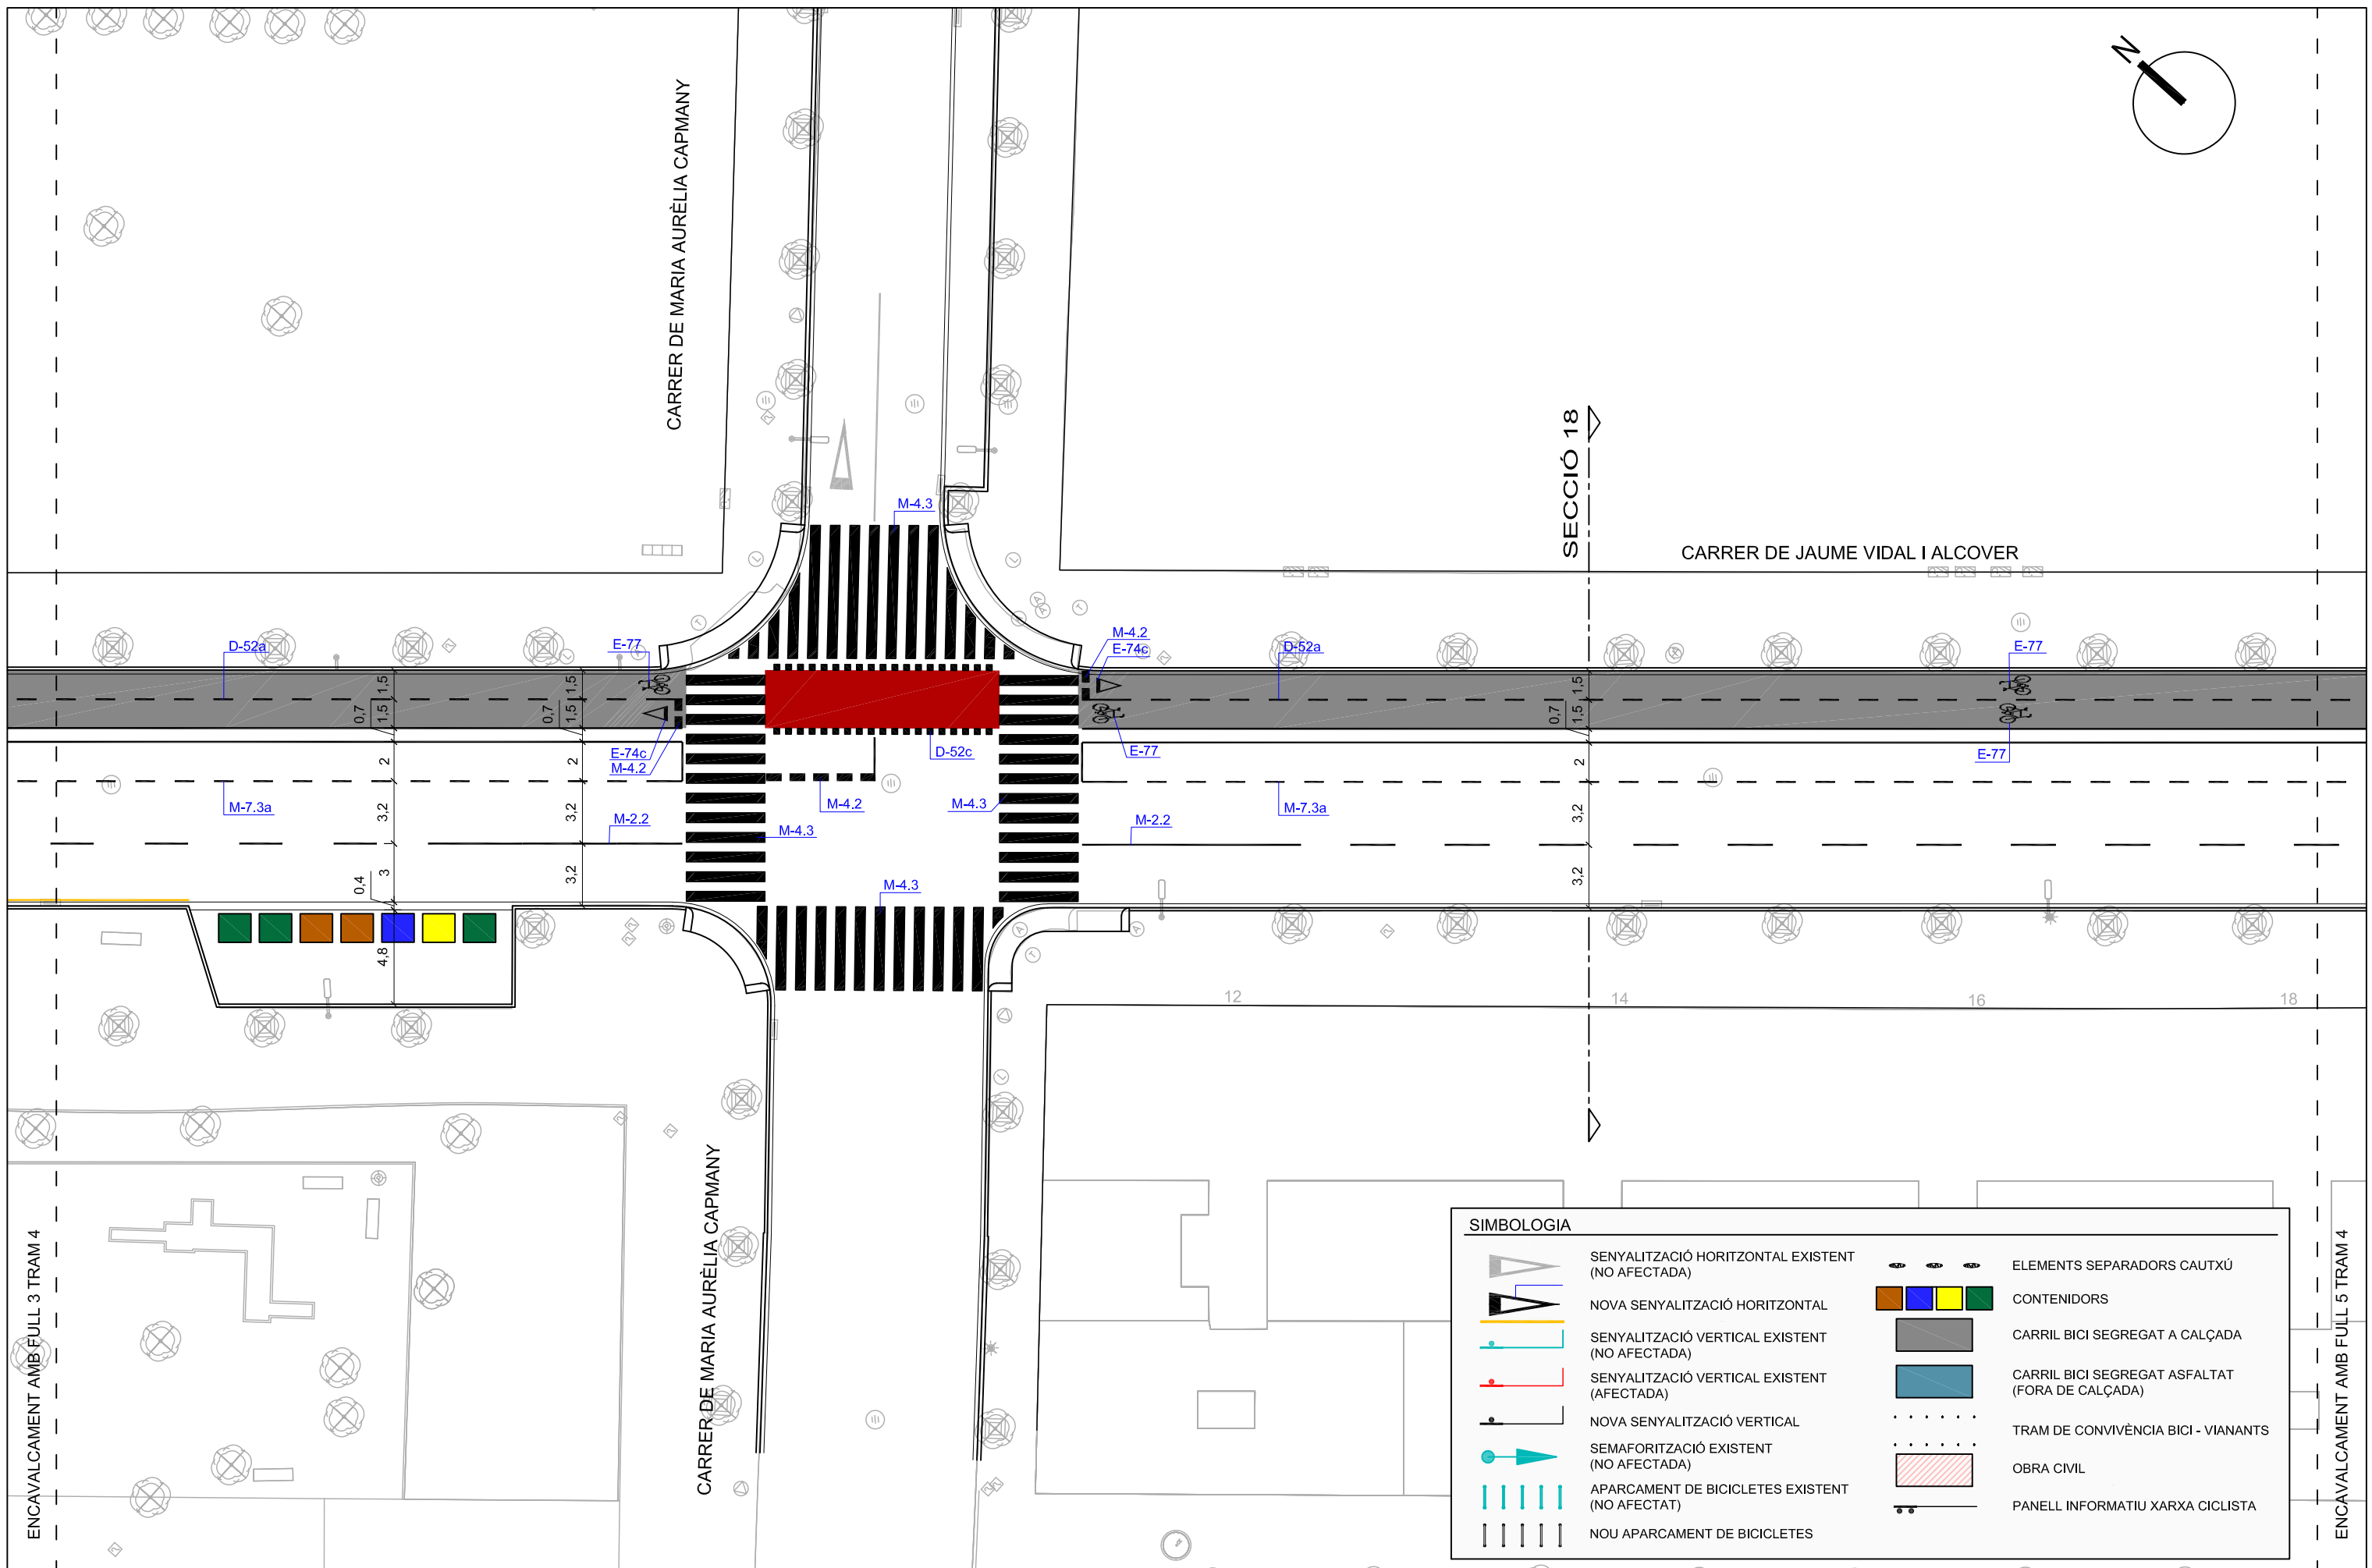 N
CARRER DE MARIA AURÈLIA CAPMANY
SECCIÓ 18
CARRER DE JAUME VIDAL I ALCOVER
M-4.3
D-52a
E-77
M-4.2
E-74c
D-52a
E-77
1,5
1,5
0,7
1,5
1,5
0,7
1,5
1,5
0,7
E-74c
M-4.2
D-52c
E-77
E-77
2
2
2
M-7.3a
M-4.2
M-4.3
M-7.3a
3,2
3,2
3,2
M-2.2
M-4.3
M-2.2
3
0,4
3,2
3,2
M-4.3
4,8
12
14
16
18
CARRER DE MARIA AURÈLIA CAPMANY
ENCAVALCAMENT AMB FULL 3 TRAM 4
ENCAVALCAMENT AMB FULL 5 TRAM 4
SIMBOLOGIA
SENYALITZACIÓ HORITZONTAL EXISTENT
(NO AFECTADA)
NOVA SENYALITZACIÓ HORITZONTAL
SENYALITZACIÓ VERTICAL EXISTENT
(NO AFECTADA)
SENYALITZACIÓ VERTICAL EXISTENT
(AFECTADA)
NOVA SENYALITZACIÓ VERTICAL
SEMAFORITZACIÓ EXISTENT
(NO AFECTADA)
APARCAMENT DE BICICLETES EXISTENT
(NO AFECTAT)
NOU APARCAMENT DE BICICLETES
ELEMENTS SEPARADORS CAUTXÚ
CONTENIDORS
CARRIL BICI SEGREGAT A CALÇADA
CARRIL BICI SEGREGAT ASFALTAT
(FORA DE CALÇADA)
TRAM DE CONVIVÈNCIA BICI - VIANANTS
OBRA CIVIL
PANELL INFORMATIU XARXA CICLISTA